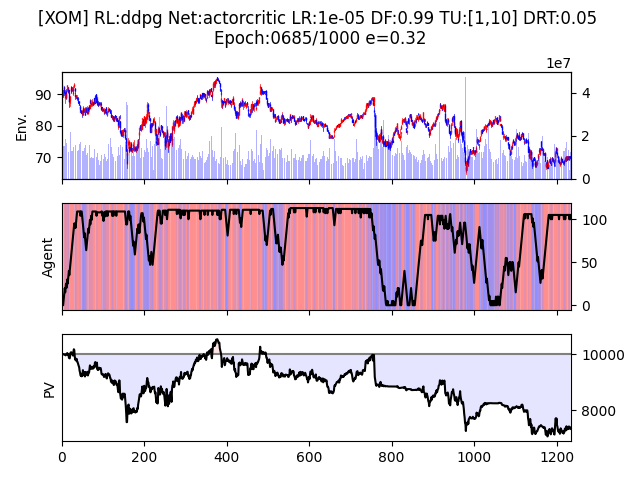 [XOM] RL:ddpg Net:actorcritic LR:1e-05 DF:0.99 TU:[1,10] DRT:0.05
Epoch:0685/1000 e=0.32
1e7
90
80
70
Env.
4
2
0
Agent
100
50
0
PV
10000
8000
0 200 400 600 800 1000 1200